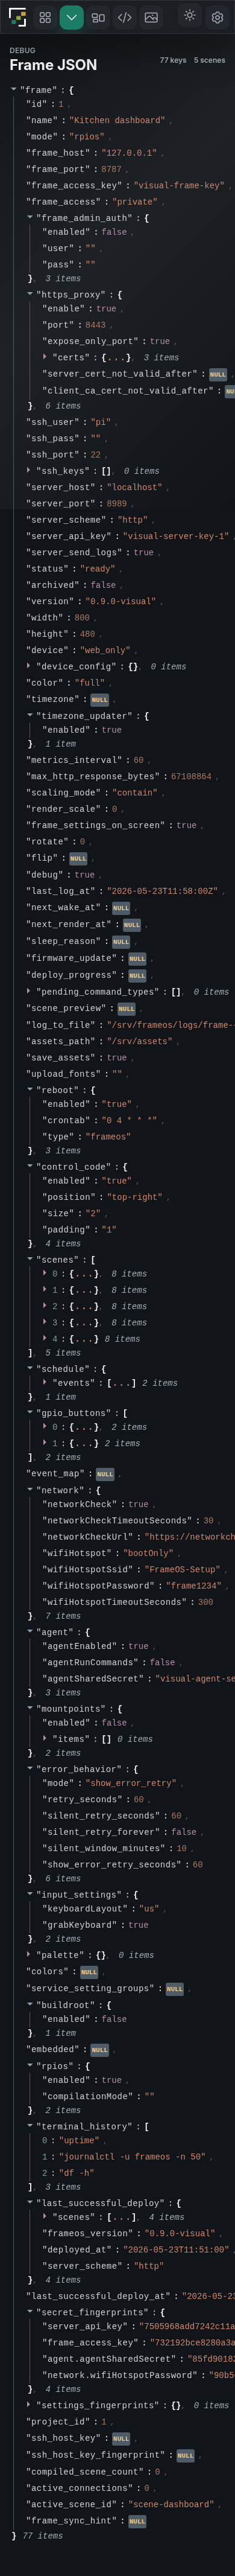 DEBUG
Frame JSON
77 keys 5 scenes
"frame" : {
"id" : 1 ,
"name" : "Kitchen dashboard" ,
"mode" : "rpios" ,
"frame_host" : "127.0.0.1" ,
"frame_port" : 8787 ,
"frame_access_key" : "visual-frame-key" ,
"frame_access" : "private" ,
"frame_admin_auth" : {
"enabled" : false ,
"user" : "" ,
"pass" : ""
}, 3 items
"https_proxy" : {
"enable" : true ,
"port" : 8443 ,
"expose_only_port" : true ,
"certs" : {...}, 3 items
"server_cert_not_valid_after" : NULL ,
"client_ca_cert_not_valid_after" : NU
}, 6 items
"ssh_user" : "pi" ,
"ssh_pass" : "" ,
"ssh_port" : 22 ,
"ssh_keys" : [], 0 items
"server_host" : "localhost" ,
"server_port" : 8989 ,
"server_scheme" : "http" ,
"server_api_key" : "visual-server-key-1" ,
"server_send_logs" : true ,
"status" : "ready" ,
"archived" : false ,
"version" : "0.9.0-visual" ,
"width" : 800 ,
"height" : 480 ,
"device" : "web_only" ,
"device_config" : {}, 0 items
"color" : "full" ,
"timezone" : NULL ,
"timezone_updater" : {
"enabled" : true
}, 1 item
"metrics_interval" : 60 ,
"max_http_response_bytes" : 67108864 ,
"scaling_mode" : "contain" ,
"render_scale" : 0 ,
"frame_settings_on_screen" : true ,
"rotate" : 0 ,
"flip" : NULL ,
"debug" : true ,
"last_log_at" : "2026-05-23T11:58:00Z" ,
"next_wake_at" : NULL ,
"next_render_at" : NULL ,
"sleep_reason" : NULL ,
"firmware_update" : NULL ,
"deploy_progress" : NULL ,
"pending_command_types" : [], 0 items
"scene_preview" : NULL ,
"log_to_file" : "/srv/frameos/logs/frame-
"assets_path" : "/srv/assets" ,
"save_assets" : true ,
"upload_fonts" : "" ,
"reboot" : {
"enabled" : "true" ,
"crontab" : "0 4 * * *" ,
"type" : "frameos"
}, 3 items
"control_code" : {
"enabled" : "true" ,
"position" : "top-right" ,
"size" : "2" ,
"padding" : "1"
}, 4 items
"scenes" : [
0 : {...}, 8 items
1 : {...}, 8 items
2 : {...}, 8 items
3 : {...}, 8 items
4 : {...} 8 items
], 5 items
"schedule" : {
"events" : [...] 2 items
}, 1 item
"gpio_buttons" : [
0 : {...}, 2 items
1 : {...} 2 items
], 2 items
"event_map" : NULL ,
"network" : {
"networkCheck" : true ,
"networkCheckTimeoutSeconds" : 30 ,
"networkCheckUrl" : "https://networkch
"wifiHotspot" : "bootOnly" ,
"wifiHotspotSsid" : "FrameOS-Setup" ,
"wifiHotspotPassword" : "frame1234" ,
"wifiHotspotTimeoutSeconds" : 300
}, 7 items
"agent" : {
"agentEnabled" : true ,
"agentRunCommands" : false ,
"agentSharedSecret" : "visual-agent-se
}, 3 items
"mountpoints" : {
"enabled" : false ,
"items" : [] 0 items
}, 2 items
"error_behavior" : {
"mode" : "show_error_retry" ,
"retry_seconds" : 60 ,
"silent_retry_seconds" : 60 ,
"silent_retry_forever" : false ,
"silent_window_minutes" : 10 ,
"show_error_retry_seconds" : 60
}, 6 items
"input_settings" : {
"keyboardLayout" : "us" ,
"grabKeyboard" : true
}, 2 items
"palette" : {}, 0 items
"colors" : NULL ,
"service_setting_groups" : NULL ,
"buildroot" : {
"enabled" : false
}, 1 item
"embedded" : NULL ,
"rpios" : {
"enabled" : true ,
"compilationMode" : ""
}, 2 items
"terminal_history" : [
0 : "uptime" ,
1 : "journalctl -u frameos -n 50" ,
2 : "df -h"
], 3 items
"last_successful_deploy" : {
"scenes" : [...], 4 items
"frameos_version" : "0.9.0-visual" ,
"deployed_at" : "2026-05-23T11:51:00" ,
"server_scheme" : "http"
}, 4 items
"last_successful_deploy_at" : "2026-05-23
"secret_fingerprints" : {
"server_api_key" : "7505968add7242c11a
"frame_access_key" : "732192bce8280a3a
"agent.agentSharedSecret" : "85fd90182
"network.wifiHotspotPassword" : "90b5
}, 4 items
"settings_fingerprints" : {}, 0 items
"project_id" : 1 ,
"ssh_host_key" : NULL ,
"ssh_host_key_fingerprint" : NULL ,
"compiled_scene_count" : 0 ,
"active_connections" : 0 ,
"active_scene_id" : "scene-dashboard" ,
"frame_sync_hint" : NULL
} 77 items